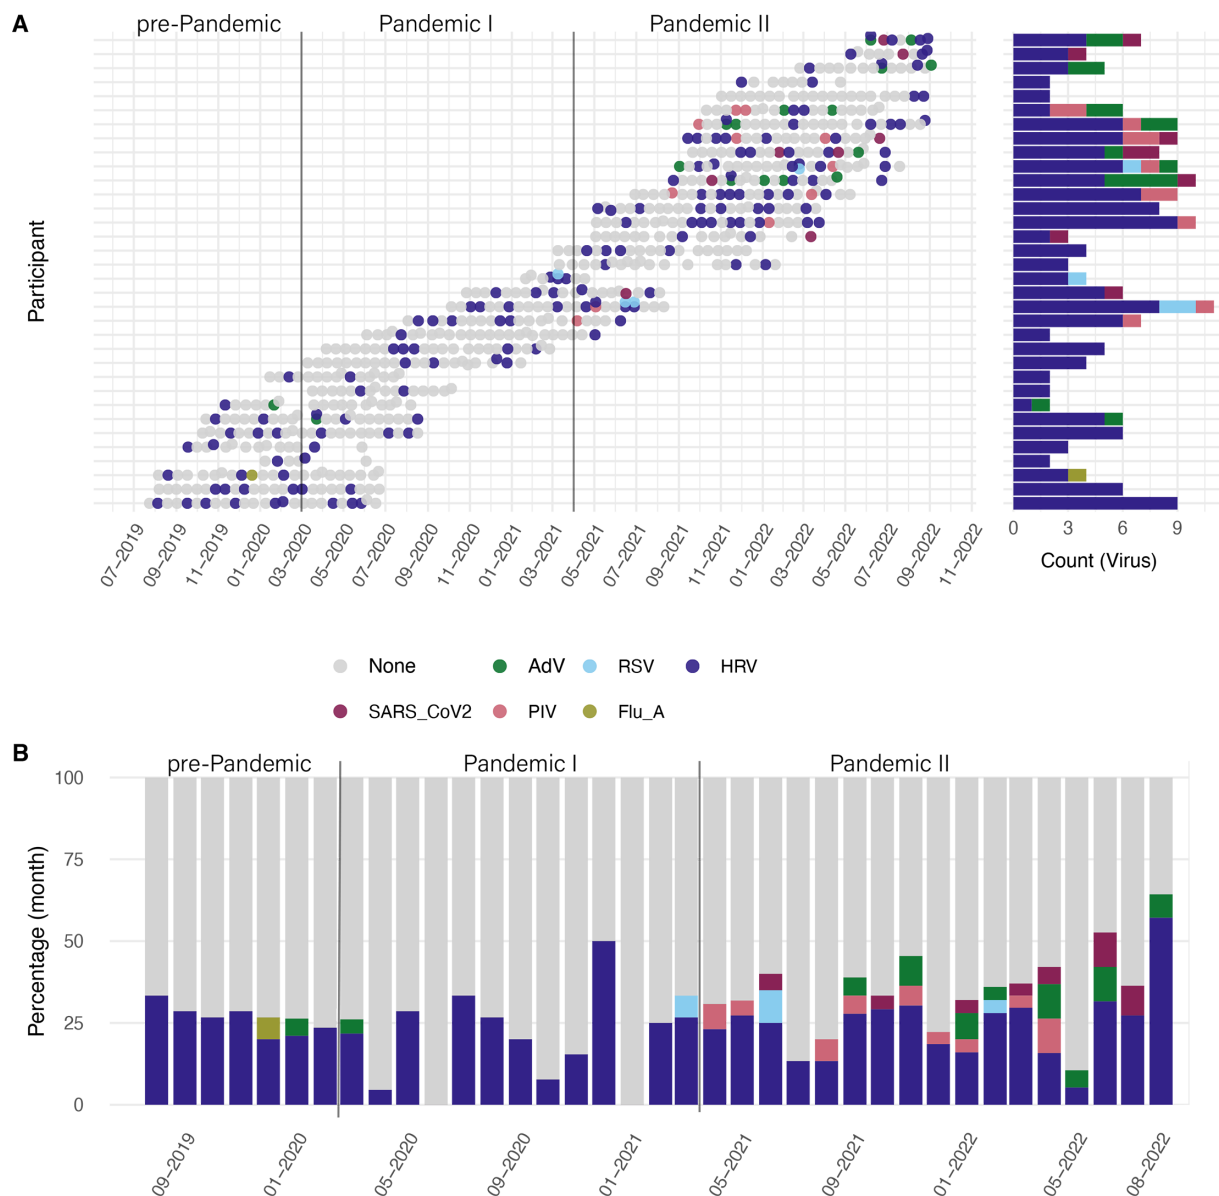 A
pre-Pandemic
Pandemic I
Pandemic II
Participant
07-2019
09-2019
11-2019
01-2020
03-2020
05-2020
07-2020
09-2020
11-2020
01-2021
03-2021
05-2021
07-2021
09-2021
11-2021
01-2022
03-2022
05-2022
07-2022
09-2022
11-2022
0
3
6
9
Count (Virus)
None
AdV
RSV
HRV
SARS_CoV2
PIV
Flu_A
B
pre-Pandemic
Pandemic I
Pandemic II
Percentage (month)
100
75
50
25
0
09-2019
01-2020
05-2020
09-2020
01-2021
05-2021
09-2021
01-2022
05-2022
08-2022